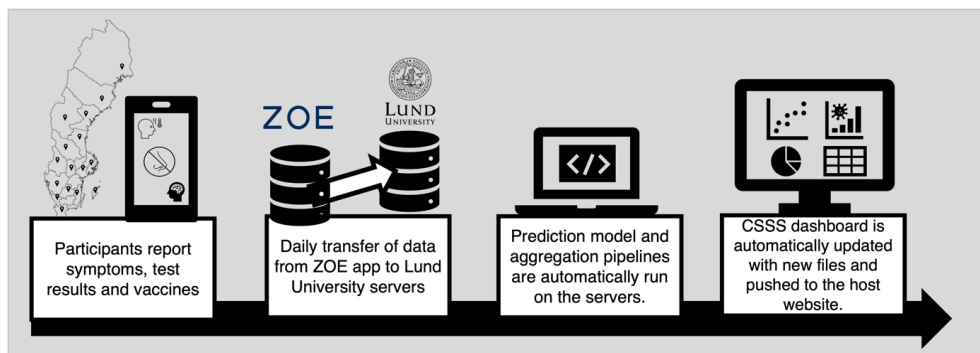 ZOE
LUND
UNIVERSITY
</>
Participants report
symptoms, test
results and vaccines
Daily transfer of data
from ZOE app to Lund
University servers
Prediction model and
aggregation pipelines
are automatically run
on the servers.
CSSS dashboard is
automatically updated
with new files and
pushed to the host
website.